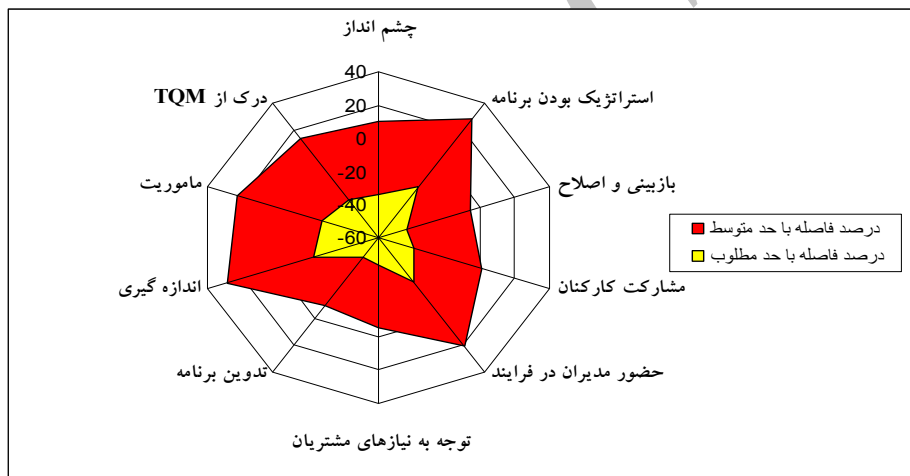 چشم انداز
استراتژیک بودن برنامه
بازبینی و اصلاح
مشارکت کارکنان
حضور مدیران در فرایند
توجه به نیازهای مشتریان
تدوین برنامه
اندازه گیری
ماموریت
درک از TQM
40
20
0
-20
-40
-60
درصد فاصله با حد متوسط
درصد فاصله با حد مطلوب